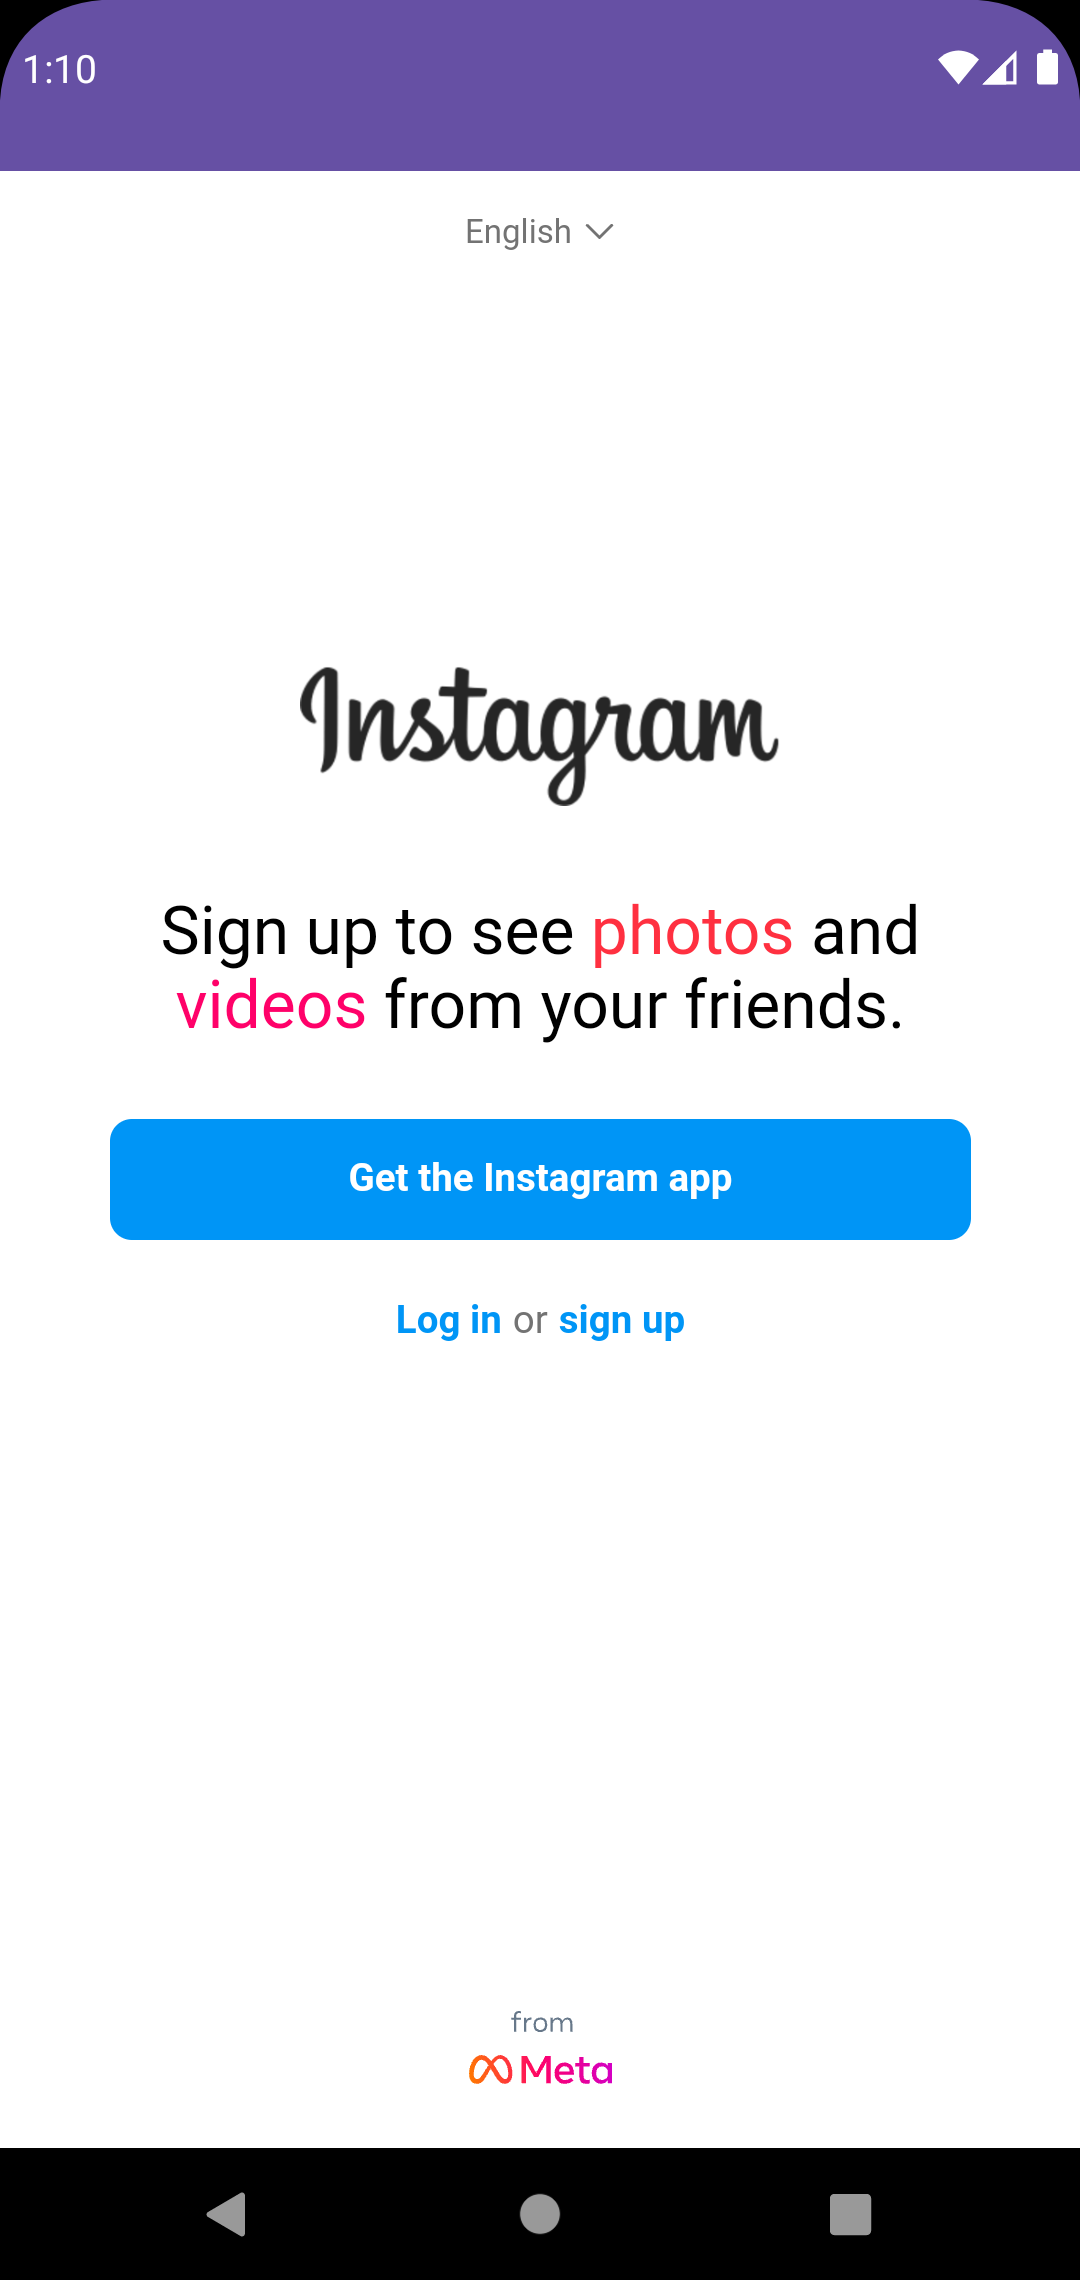 1:10
English
Instagram
Sign up to see photos and
videos from your friends.
Get the Instagram app
Log in or sign up
from
Meta